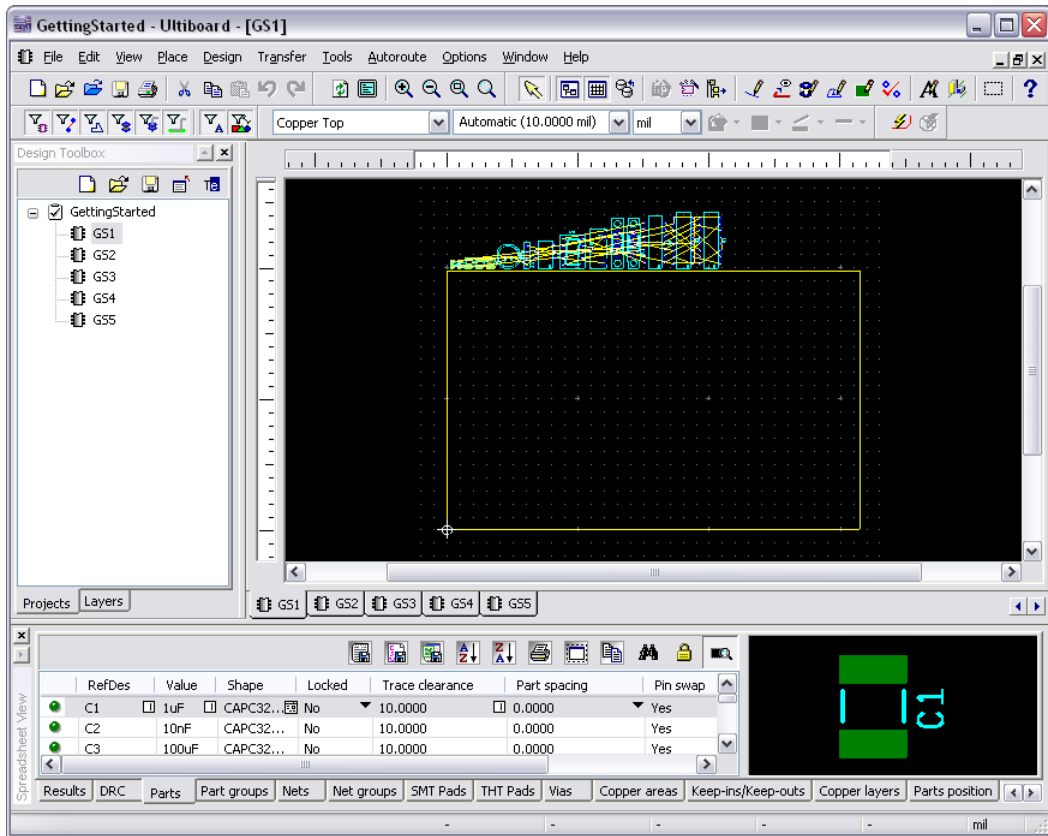 GettingStarted - Ultiboard - [GS1]
File Edit View Place Design Transfer Tools Autoroute Options Window Help
Copper Top Automatic (10.0000 mil) mil
Design Toolbox
GettingStarted
GS1
GS2
GS3
GS4
GS5
Projects Layers
GS1 GS2 GS3 GS4 GS5
Spreadsheet View
RefDes Value Shape Locked Trace clearance Part spacing Pin swap
C1 1uF CAPC32... No 10.0000 0.0000 Yes
C2 10nF CAPC32... No 10.0000 0.0000 Yes
C3 100uF CAPC32... No 10.0000 0.0000 Yes
C1
Results DRC Parts Part groups Nets Net groups SMT Pads THT Pads Vias Copper areas Keep-ins/Keep-outs Copper layers Parts position
- - - - - mil